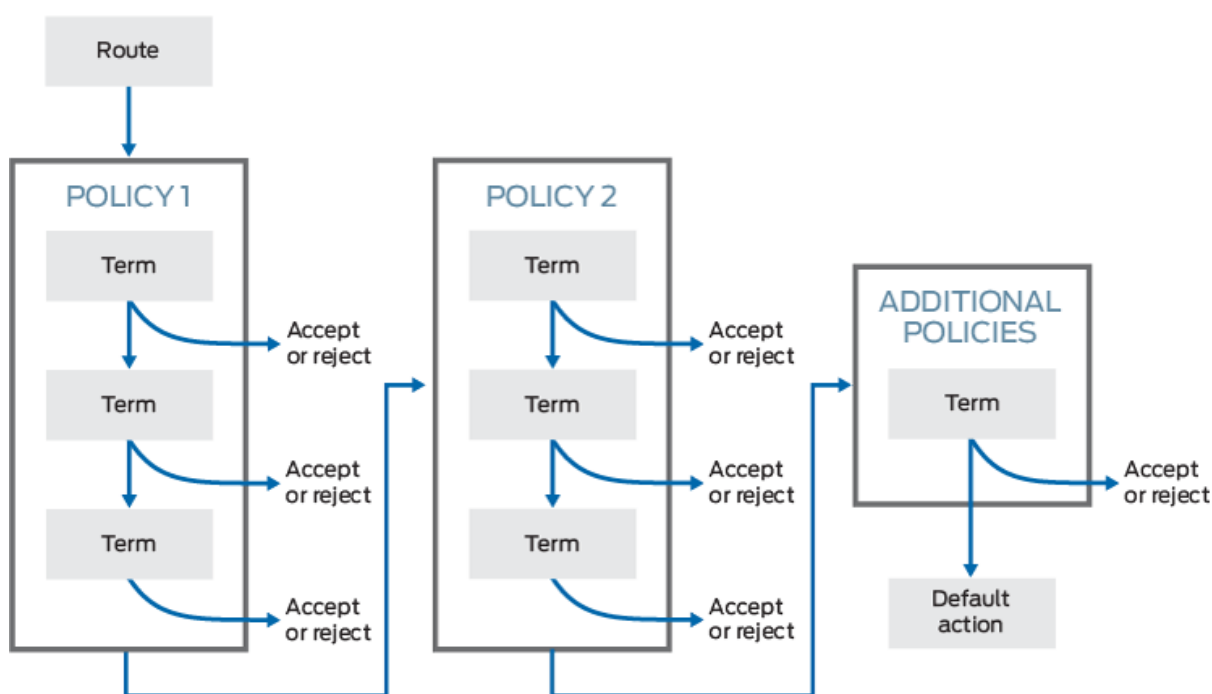 Route
POLICY 1
Term
Accept
or reject
Term
Accept
or reject
Term
Accept
or reject
POLICY 2
Term
Accept
or reject
Term
Accept
or reject
Term
Accept
or reject
ADDITIONAL
POLICIES
Term
Accept
or reject
Default
action